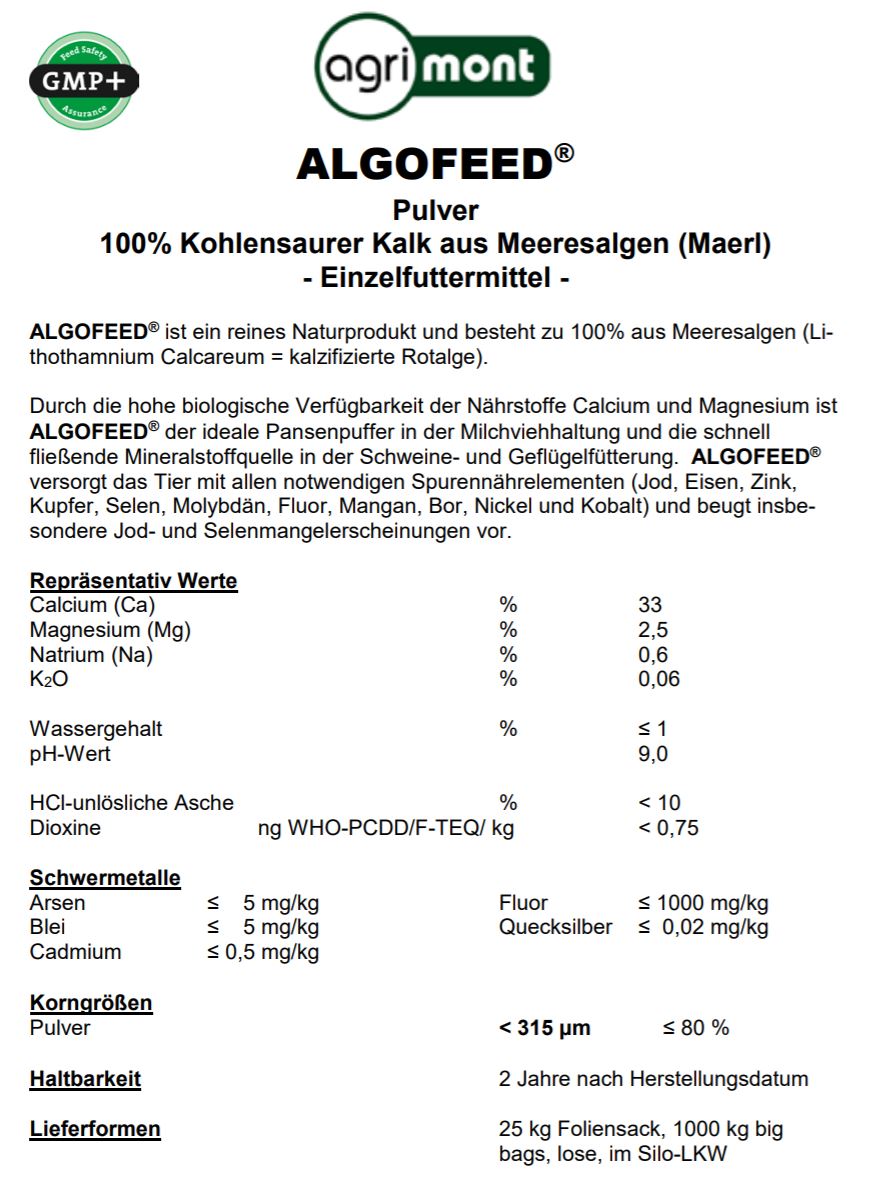 Feed Safety
GMP+
Assurance
agrimont
ALGOFEED®
Pulver
100% Kohlensaurer Kalk aus Meeresalgen (Maerl)
- Einzelfuttermittel -
ALGOFEED® ist ein reines Naturprodukt und besteht zu 100% aus Meeresalgen (Li-
thothamnium Calcareum = kalzifizierte Rotalge).
Durch die hohe biologische Verfügbarkeit der Nährstoffe Calcium und Magnesium ist
ALGOFEED® der ideale Pansenpuffer in der Milchviehhaltung und die schnell
fließende Mineralstoffquelle in der Schweine- und Geflügelfütterung. ALGOFEED®
versorgt das Tier mit allen notwendigen Spurennährelementen (Jod, Eisen, Zink,
Kupfer, Selen, Molybdän, Fluor, Mangan, Bor, Nickel und Kobalt) und beugt insbe-
sondere Jod- und Selenmangelerscheinungen vor.
Repräsentativ Werte
Calcium (Ca) % 33
Magnesium (Mg) % 2,5
Natrium (Na) % 0,6
K2O % 0,06
Wassergehalt % ≤ 1
pH-Wert 9,0
HCl-unlösliche Asche % < 10
Dioxine ng WHO-PCDD/F-TEQ/ kg < 0,75
Schwermetalle
Arsen ≤ 5 mg/kg Fluor ≤ 1000 mg/kg
Blei ≤ 5 mg/kg Quecksilber ≤ 0,02 mg/kg
Cadmium ≤ 0,5 mg/kg
Korngrößen
Pulver < 315 µm ≤ 80 %
Haltbarkeit 2 Jahre nach Herstellungsdatum
Lieferformen 25 kg Foliensack, 1000 kg big
bags, lose, im Silo-LKW